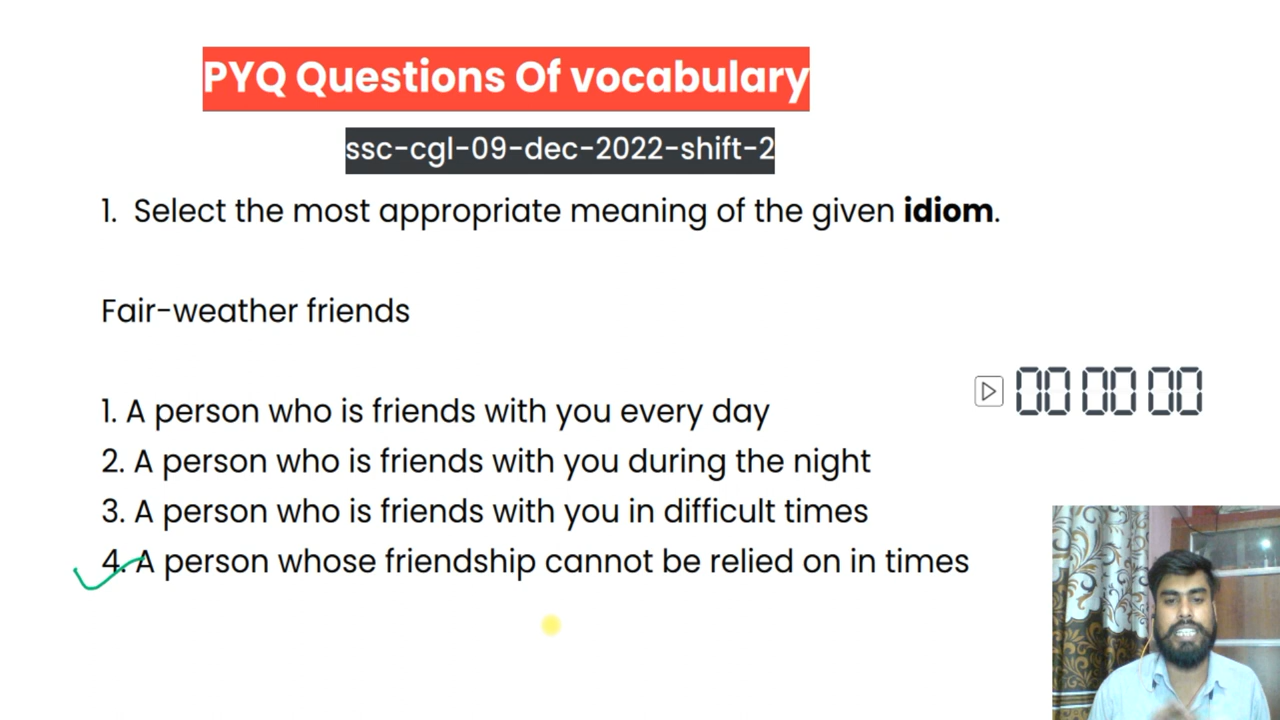 PYQ Questions Of vocabulary
ssc-cgl-09-dec-2022-shift-2
1. Select the most appropriate meaning of the given idiom.
Fair-weather friends
00 00 00
1. A person who is friends with you every day
2. A person who is friends with you during the night
3. A person who is friends with you in difficult times
4. A person whose friendship cannot be relied on in times